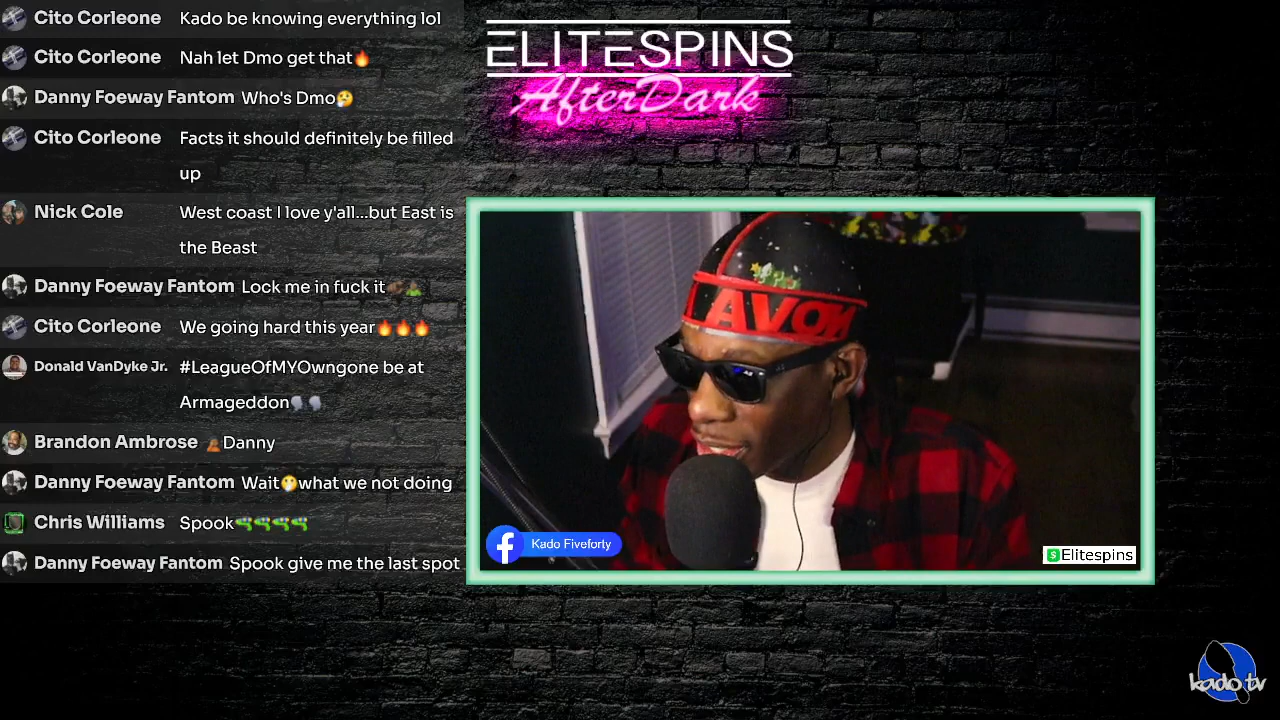 Cito Corleone Kado be knowing everything lol
Cito Corleone Nah let Dmo get that🔥
Danny Foeway Fantom Who's Dmo🤔
Cito Corleone Facts it should definitely be filled
up
Nick Cole West coast I love y'all...but East is
the Beast
Danny Foeway Fantom Lock me in fuck it
Cito Corleone We going hard this year🔥🔥🔥
Donald VanDyke Jr. #LeagueOfMYOwngone be at
Armageddon🗣🗣
Brandon Ambrose Danny
Danny Foeway Fantom Wait what we not doing
Chris Williams Spook🔫🔫🔫🔫
Danny Foeway Fantom Spook give me the last spot
ELITESPINS
AfterDark
AVON
Kado Fiveforty
$ Elitespins
kado tv